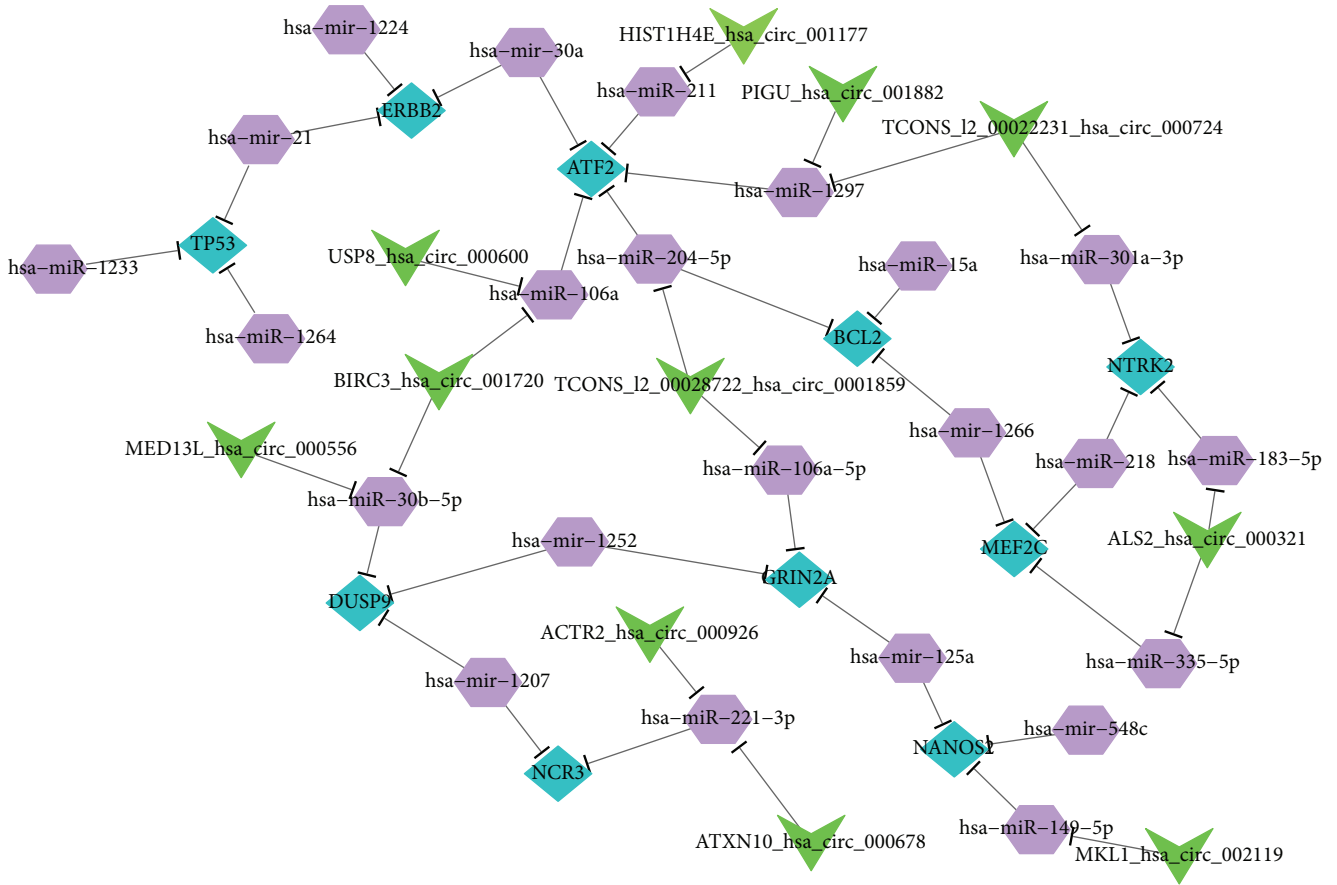 hsa−mir−1224
HIST1H4E_hsa_circ_001177
hsa−mir−30a
hsa−miR−211
PIGU_hsa_circ_001882
ERBB2
TCONS_l2_00022231_hsa_circ_000724
hsa−mir−21
ATF2
hsa−miR−1297
TP53
USP8_hsa_circ_000600
hsa−miR−204−5p
hsa−miR−15a
hsa−miR−301a−3p
hsa−miR−1233
hsa−miR−106a
hsa−miR−1264
BCL2
NTRK2
BIRC3_hsa_circ_001720
TCONS_l2_00028722_hsa_circ_0001859
hsa−mir−1266
MED13L_hsa_circ_000556
hsa−miR−106a−5p
hsa−miR−218
hsa−miR−183−5p
hsa−miR−30b−5p
hsa−mir−1252
MEF2C
ALS2_hsa_circ_000321
GRIN2A
DUSP9
ACTR2_hsa_circ_000926
hsa−mir−125a
hsa−miR−335−5p
hsa−mir−1207
hsa−miR−221−3p
hsa−mir−548c
NANOS2
NCR3
hsa−miR−149−5p
ATXN10_hsa_circ_000678
MKL1_hsa_circ_002119